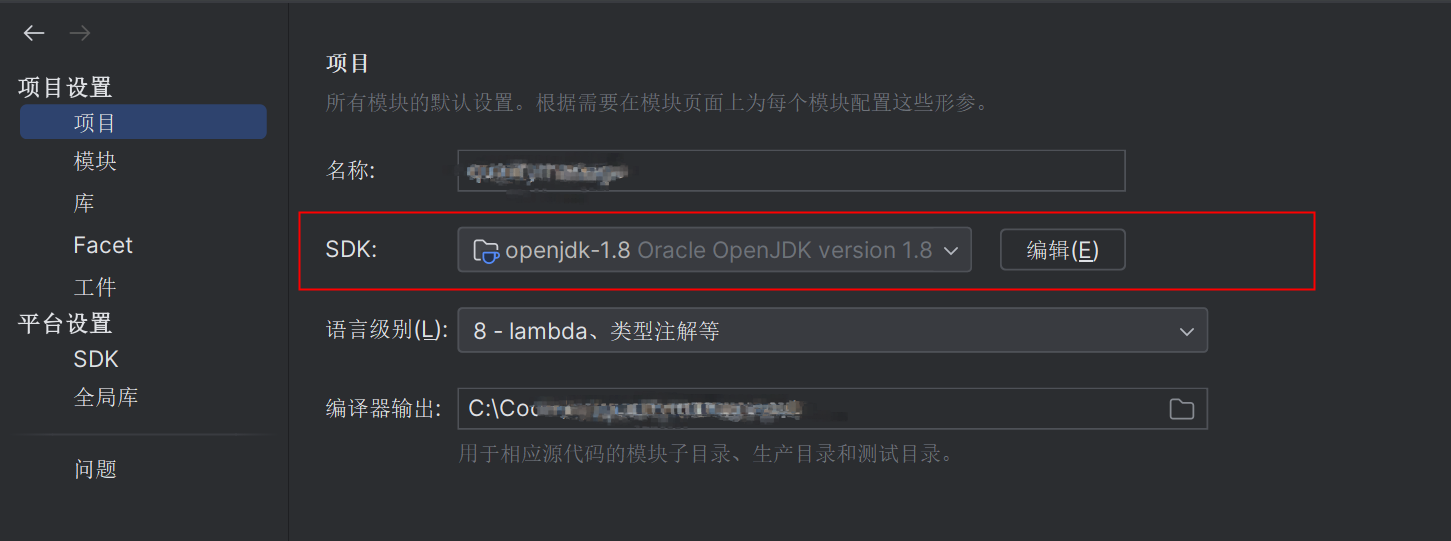 项目设置
项目
模块
库
Facet
工件
平台设置
SDK
全局库
问题
项目
所有模块的默认设置。根据需要在模块页面上为每个模块配置这些形参。
名称:
SDK: openjdk-1.8 Oracle OpenJDK version 1.8 编辑(E)
语言级别(L): 8 - lambda、类型注解等
编译器输出: C:\Co
用于相应源代码的模块子目录、生产目录和测试目录。